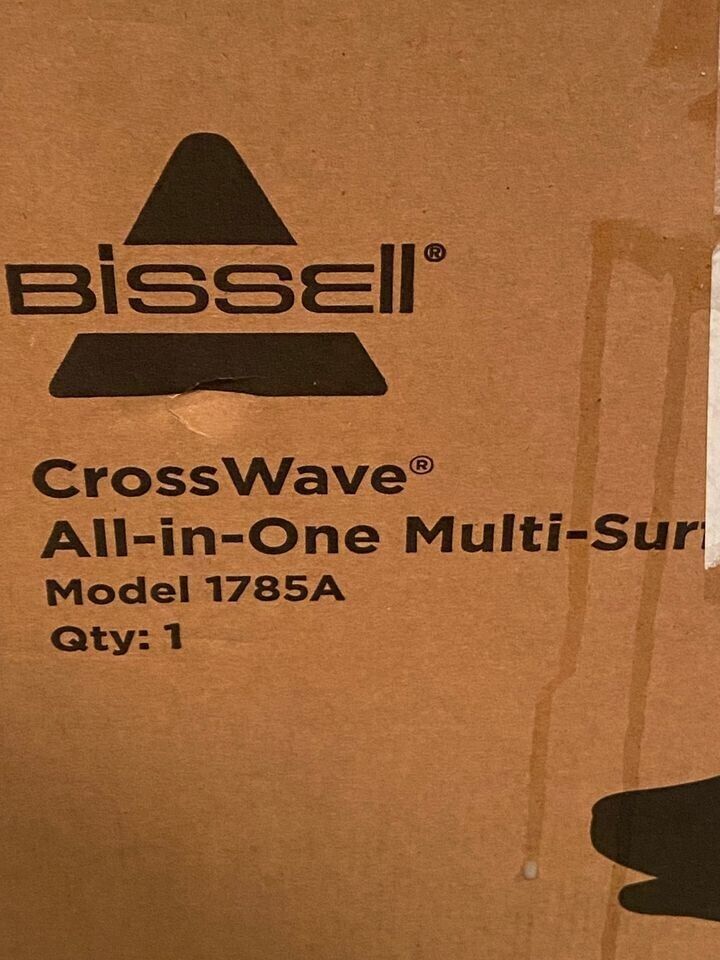 BISSELL®
CrossWave®
All-in-One Multi-Sur
Model 1785A
Qty: 1